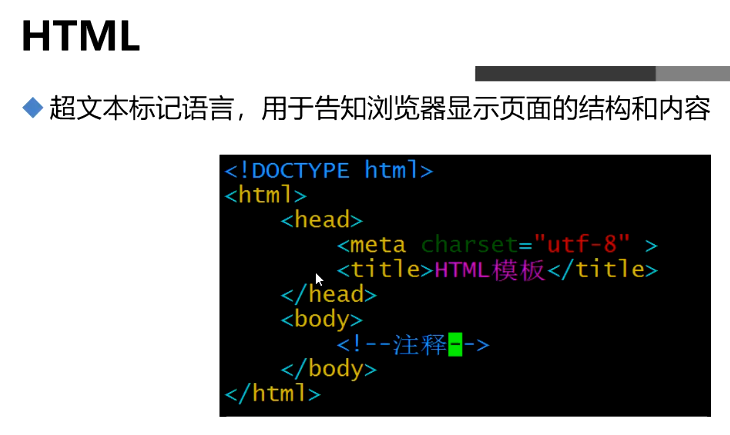 HTML
超文本标记语言，用于告知浏览器显示页面的结构和内容
<!DOCTYPE html>
<html>
<head>
<meta charset="utf-8" >
<title>HTML模板</title>
</head>
<body>
<!--注释-->
</body>
</html>